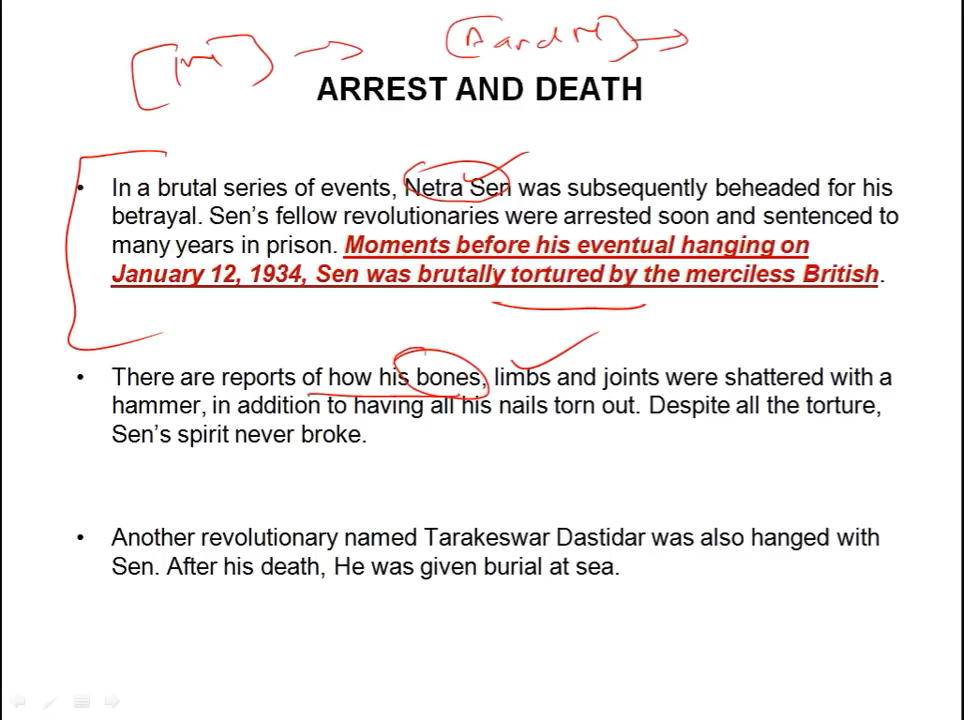 ARREST AND DEATH
• In a brutal series of events, Netra Sen was subsequently beheaded for his
betrayal. Sen's fellow revolutionaries were arrested soon and sentenced to
many years in prison. Moments before his eventual hanging on
January 12, 1934, Sen was brutally tortured by the merciless British.
• There are reports of how his bones, limbs and joints were shattered with a
hammer, in addition to having all his nails torn out. Despite all the torture,
Sen's spirit never broke.
• Another revolutionary named Tarakeswar Dastidar was also hanged with
Sen. After his death, He was given burial at sea.